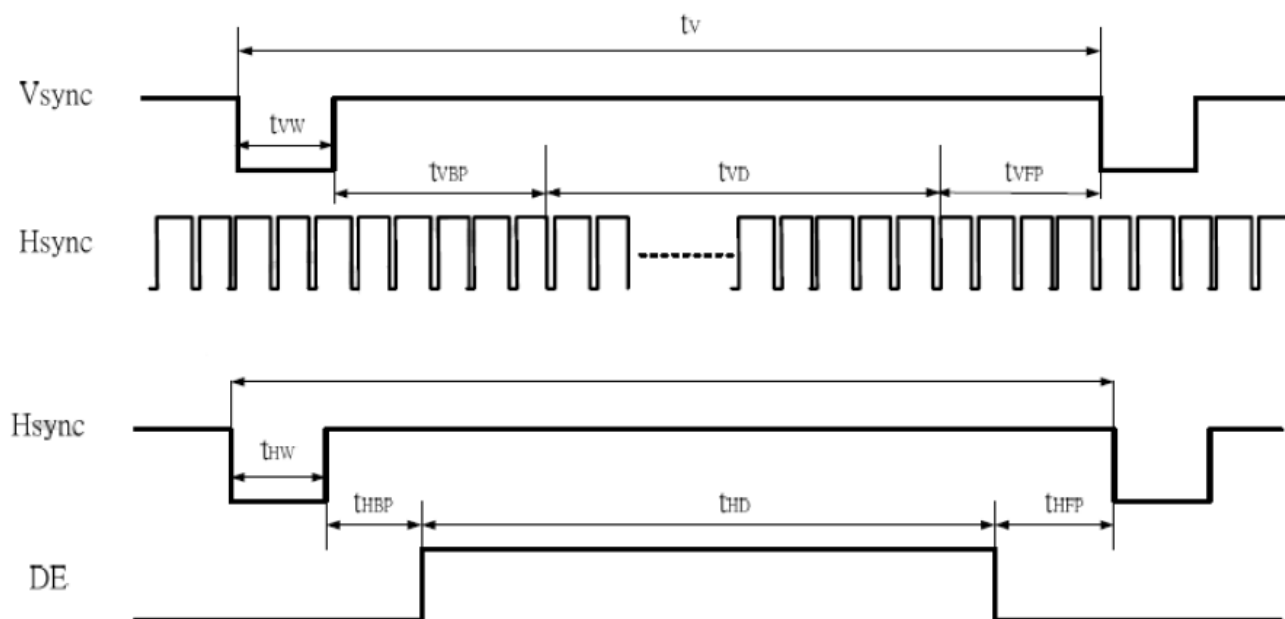 tV
Vsync
tVW
tVBP
tVD
tVFP
Hsync
Hsync
tHW
tHBP
tHD
tHFP
DE